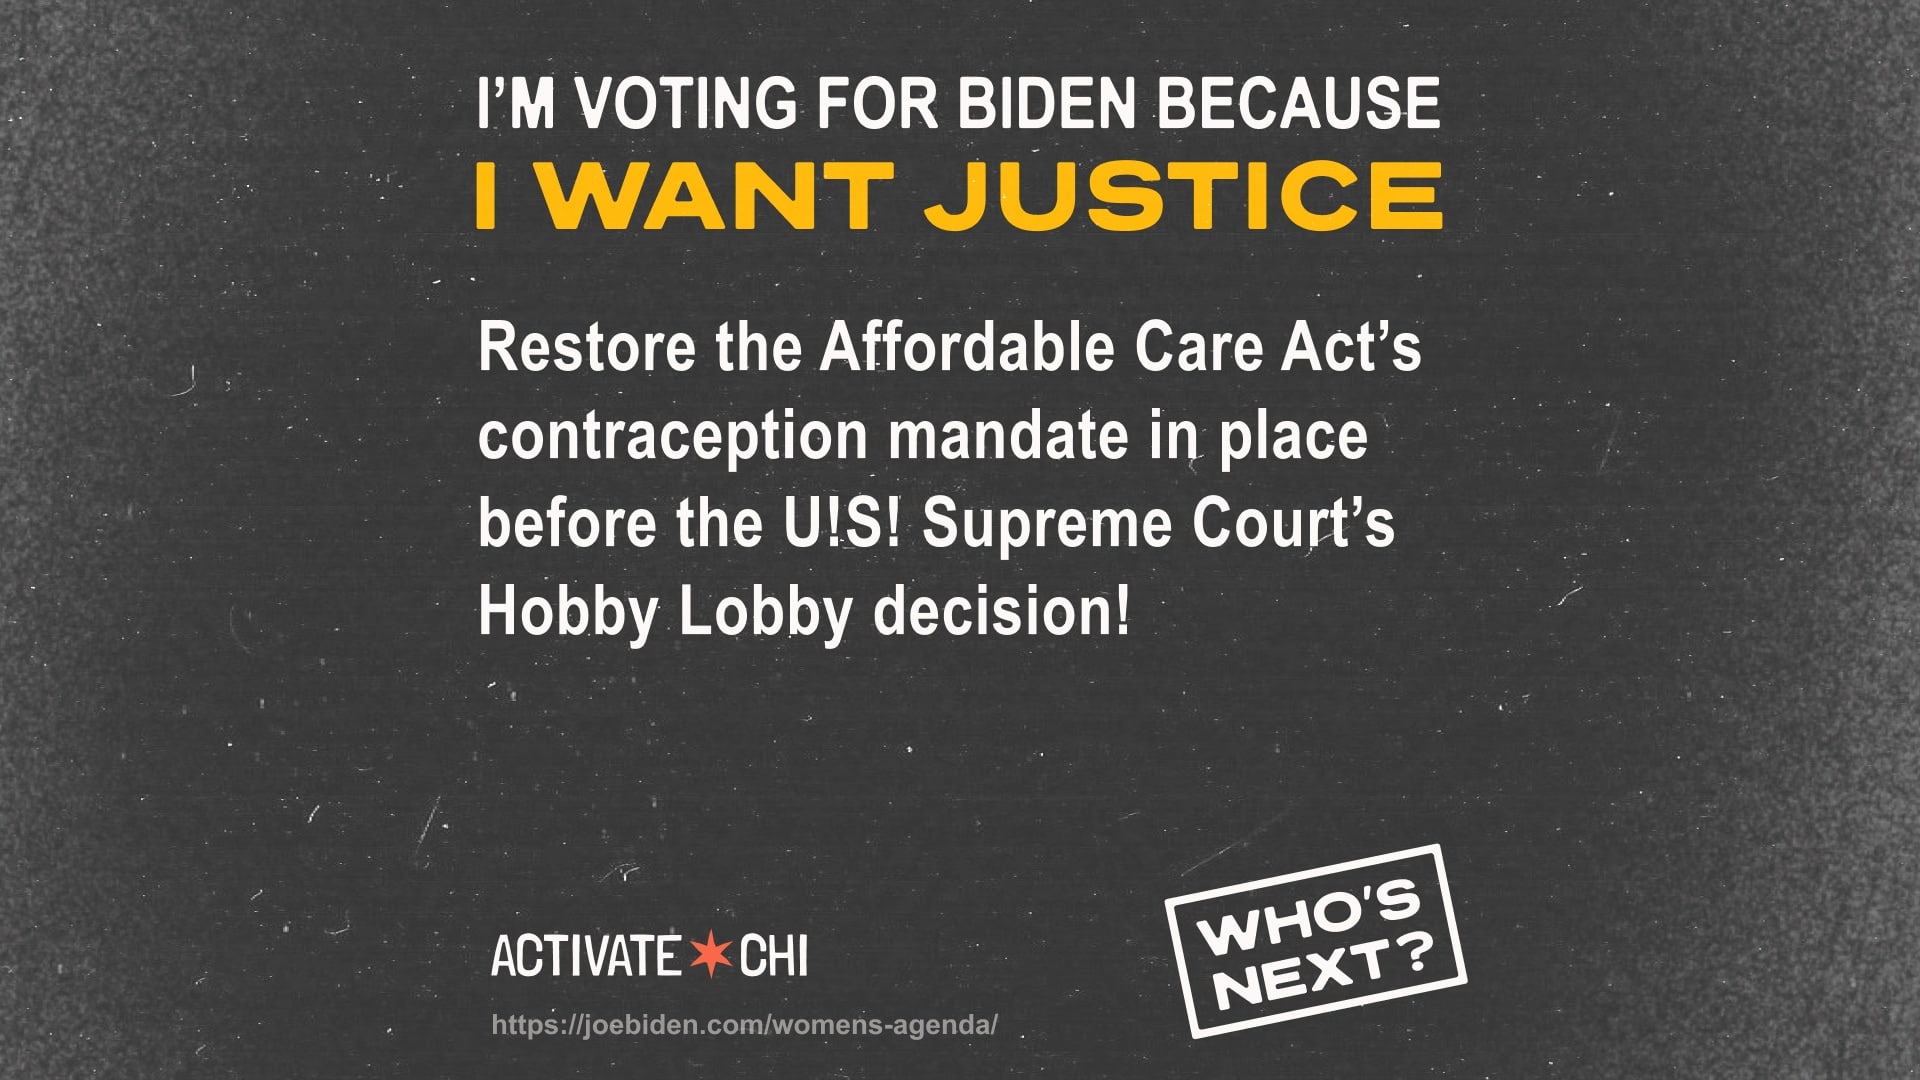 I’M VOTING FOR BIDEN BECAUSE
I WANT JUSTICE
Restore the Affordable Care Act’s
contraception mandate in place
before the U!S! Supreme Court’s
Hobby Lobby decision!
ACTIVATE CHI
https://joebiden.com/womens-agenda/
WHO'S
NEXT?